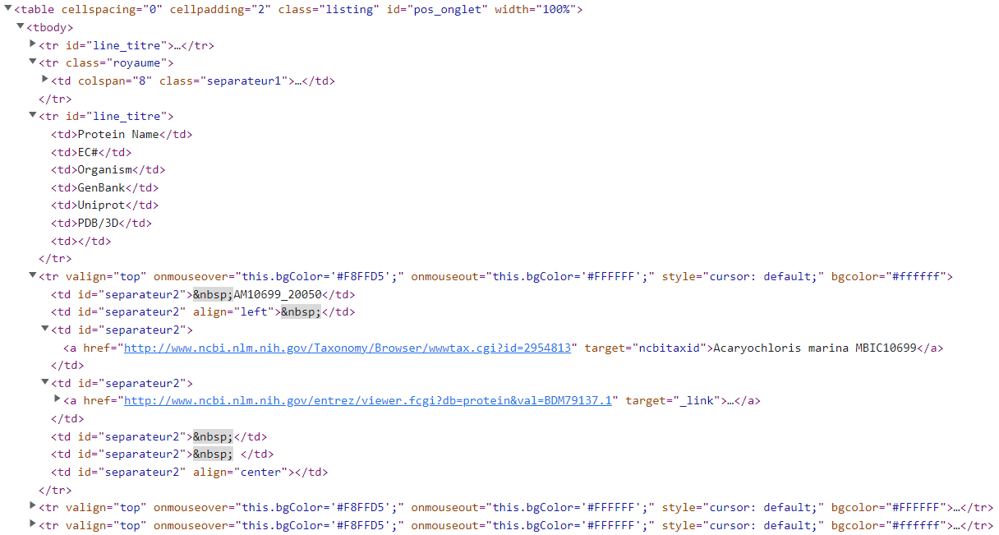 <table cellspacing="0" cellpadding="2" class="listing" id="pos_onglet" width="100%">
<tbody>
<tr id="line_titre">…</tr>
<tr class="royaume">
<td colspan="8" class="separateur1">…</td>
</tr>
<tr id="line_titre">
<td>Protein Name</td>
<td>EC#</td>
<td>Organism</td>
<td>GenBank</td>
<td>Uniprot</td>
<td>PDB/3D</td>
<td></td>
</tr>
<tr valign="top" onmouseover="this.bgColor='#F8FFD5';" onmouseout="this.bgColor='#FFFFFF';" style="cursor: default;" bgcolor="#ffffff">
<td id="separateur2">&nbsp;AM10699_20050</td>
<td id="separateur2" align="left">&nbsp;</td>
<td id="separateur2">
<a href="http://www.ncbi.nlm.nih.gov/Taxonomy/Browser/wwwtax.cgi?id=2954813" target="ncbitaxid">Acaryochloris marina MBIC10699</a>
</td>
<td id="separateur2">
<a href="http://www.ncbi.nlm.nih.gov/entrez/viewer.fcgi?db=protein&val=BDM79137.1" target="_link">…</a>
</td>
<td id="separateur2">&nbsp;</td>
<td id="separateur2">&nbsp; </td>
<td id="separateur2" align="center"></td>
</tr>
<tr valign="top" onmouseover="this.bgColor='#F8FFD5';" onmouseout="this.bgColor='#FFFFFF';" style="cursor: default;" bgcolor="#FFFFFF">…</tr>
<tr valign="top" onmouseover="this.bgColor='#F8FFD5';" onmouseout="this.bgColor='#FFFFFF';" style="cursor: default;" bgcolor="#ffffff">…</tr>